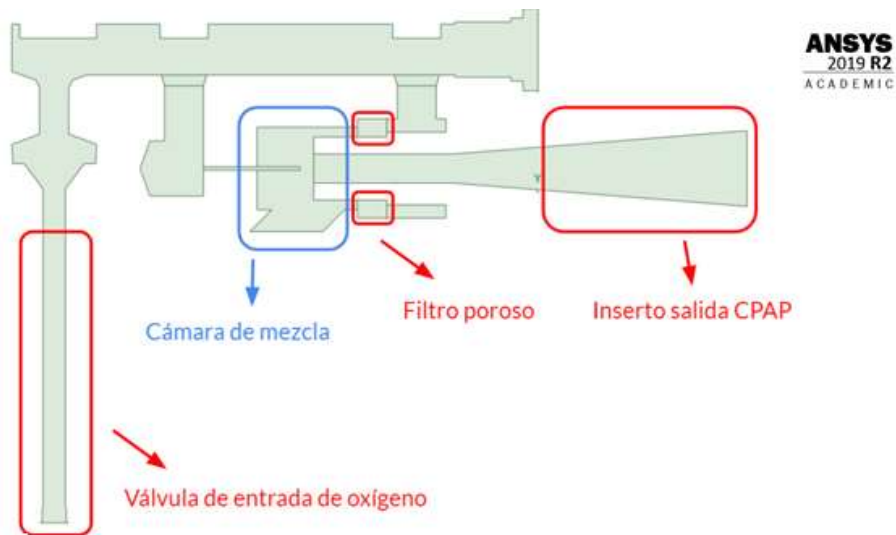 ANSYS
2019 R2
ACADEMIC
Filtro poroso
Inserto salida CPAP
Cámara de mezcla
Válvula de entrada de oxígeno